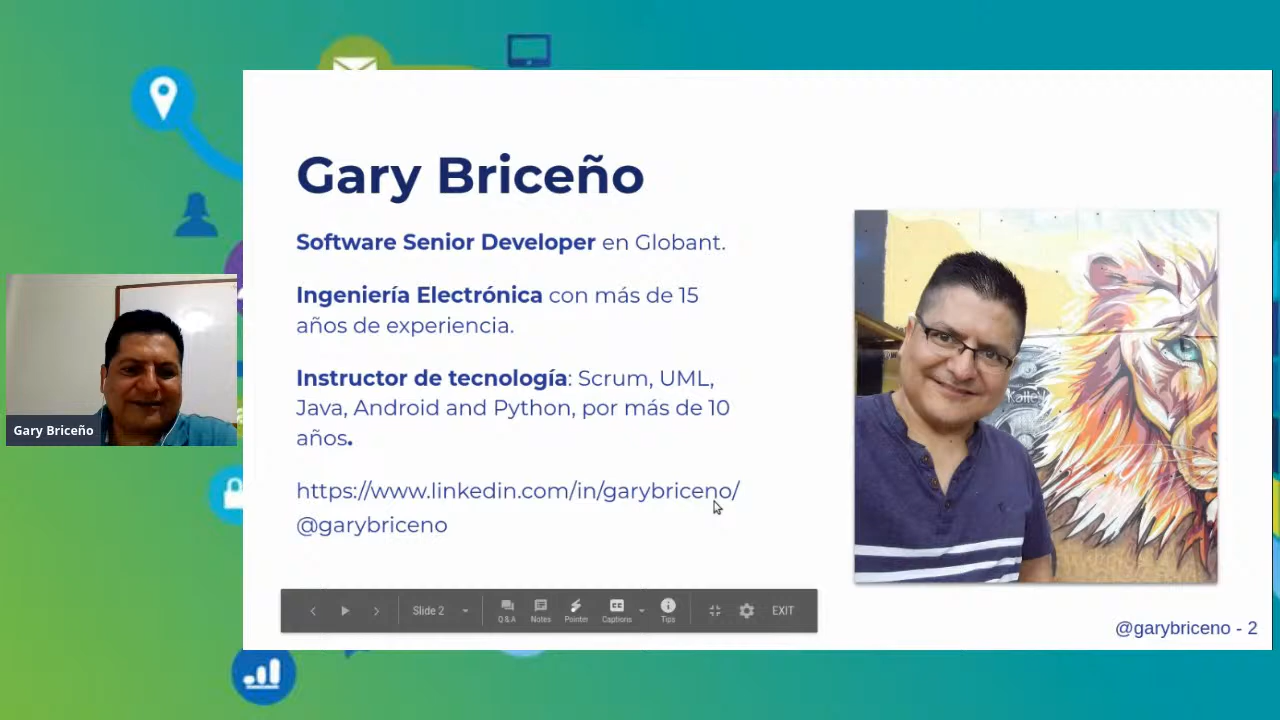 Gary Briceño
Software Senior Developer en Globant.
Ingeniería Electrónica con más de 15
años de experiencia.
Instructor de tecnología: Scrum, UML,
Java, Android and Python, por más de 10
años.
https://www.linkedin.com/in/garybriceno/
@garybriceno
Kalley
Gary Briceño
Slide 2
Q&A
Notes
Pointer
Captions
Tips
EXIT
@garybriceno - 2